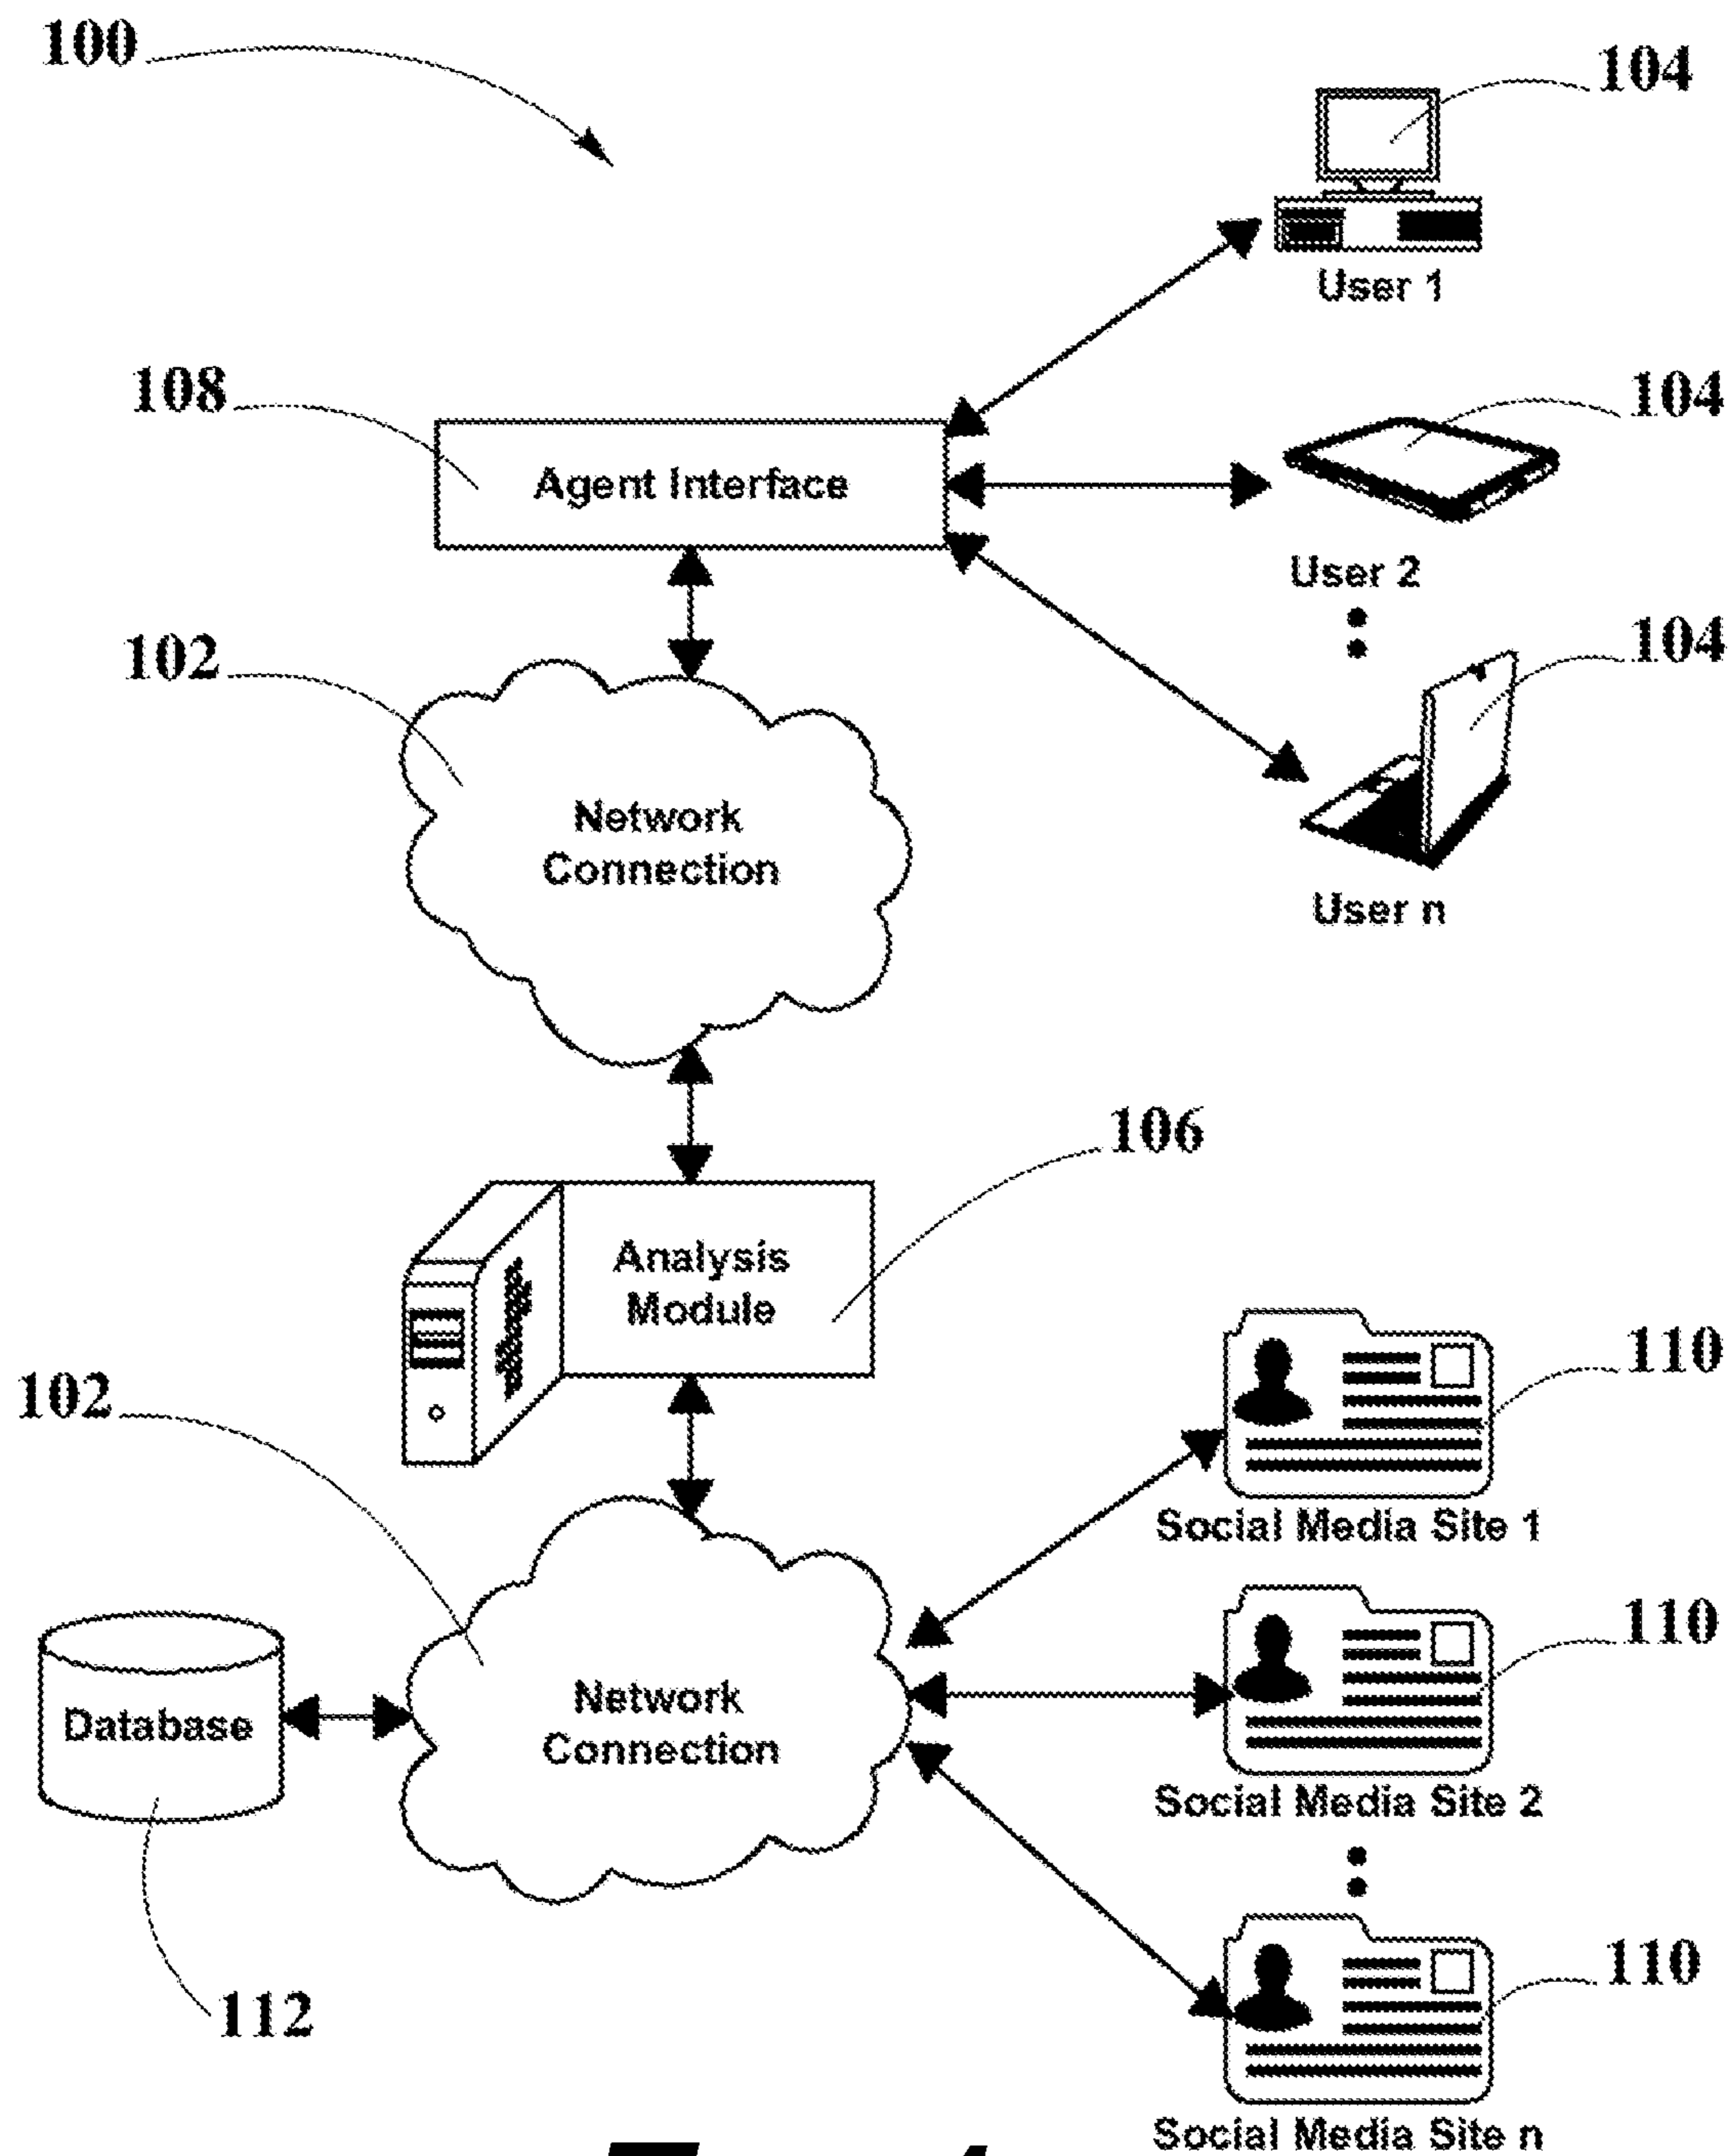 100
104
User 1
108
104
Agent Interface
User 2
102
104
Network
Connection
User n
106
Analysis
Module
102
110
Social Media Site 1
110
Database
Network
Connection
Social Media Site 2
110
112
Social Media Site n